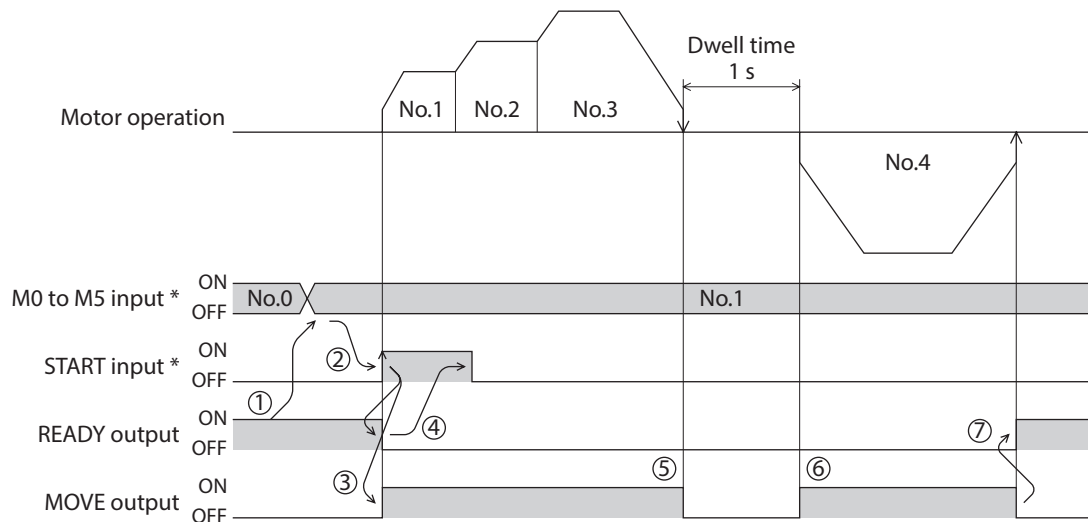 Dwell time
1 s
No.1
No.2
No.3
Motor operation
No.4
M0 to M5 input *
ON
OFF
No.0
No.1
START input *
ON
OFF
②
①
READY output
ON
OFF
④
⑦
③
⑤
⑥
MOVE output
ON
OFF